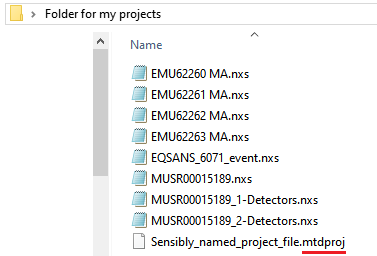 Folder for my projects
Name
EMU62260 MA.nxs
EMU62261 MA.nxs
EMU62262 MA.nxs
EMU62263 MA.nxs
EQSANS_6071_event.nxs
MUSR00015189.nxs
MUSR00015189_1-Detectors.nxs
MUSR00015189_2-Detectors.nxs
Sensibly_named_project_file.mtdproj